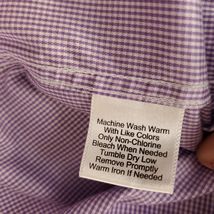 Machine Wash Warm
With Like Colors
Only Non-Chlorine
Bleach When Needed
Tumble Dry Low
Remove Promptly
Warm Iron If Needed